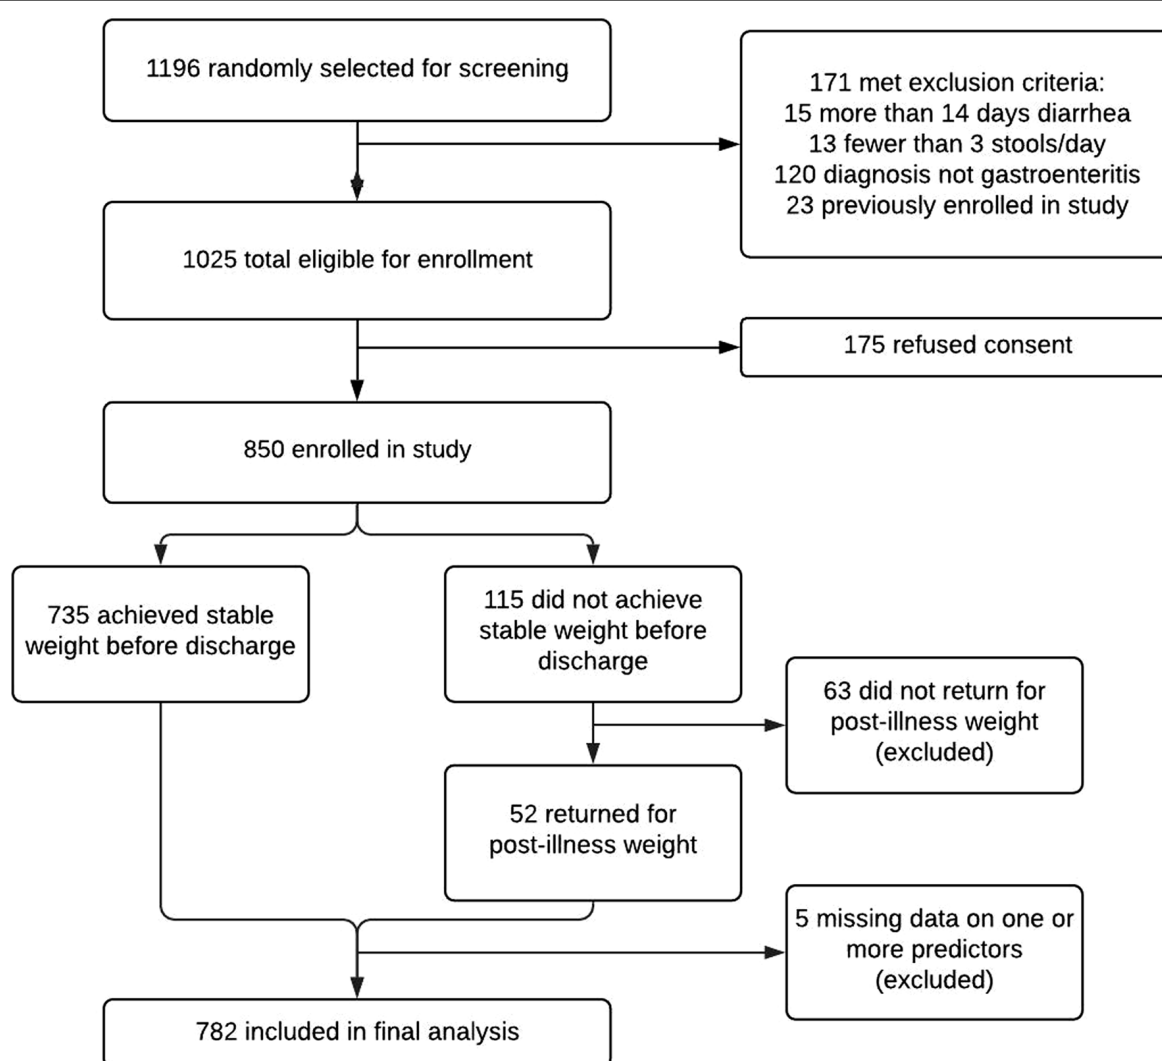 1196 randomly selected for screening
171 met exclusion criteria:
15 more than 14 days diarrhea
13 fewer than 3 stools/day
120 diagnosis not gastroenteritis
23 previously enrolled in study
1025 total eligible for enrollment
175 refused consent
850 enrolled in study
735 achieved stable
weight before discharge
115 did not achieve
stable weight before
discharge
63 did not return for
post-illness weight
(excluded)
52 returned for
post-illness weight
5 missing data on one or
more predictors
(excluded)
782 included in final analysis